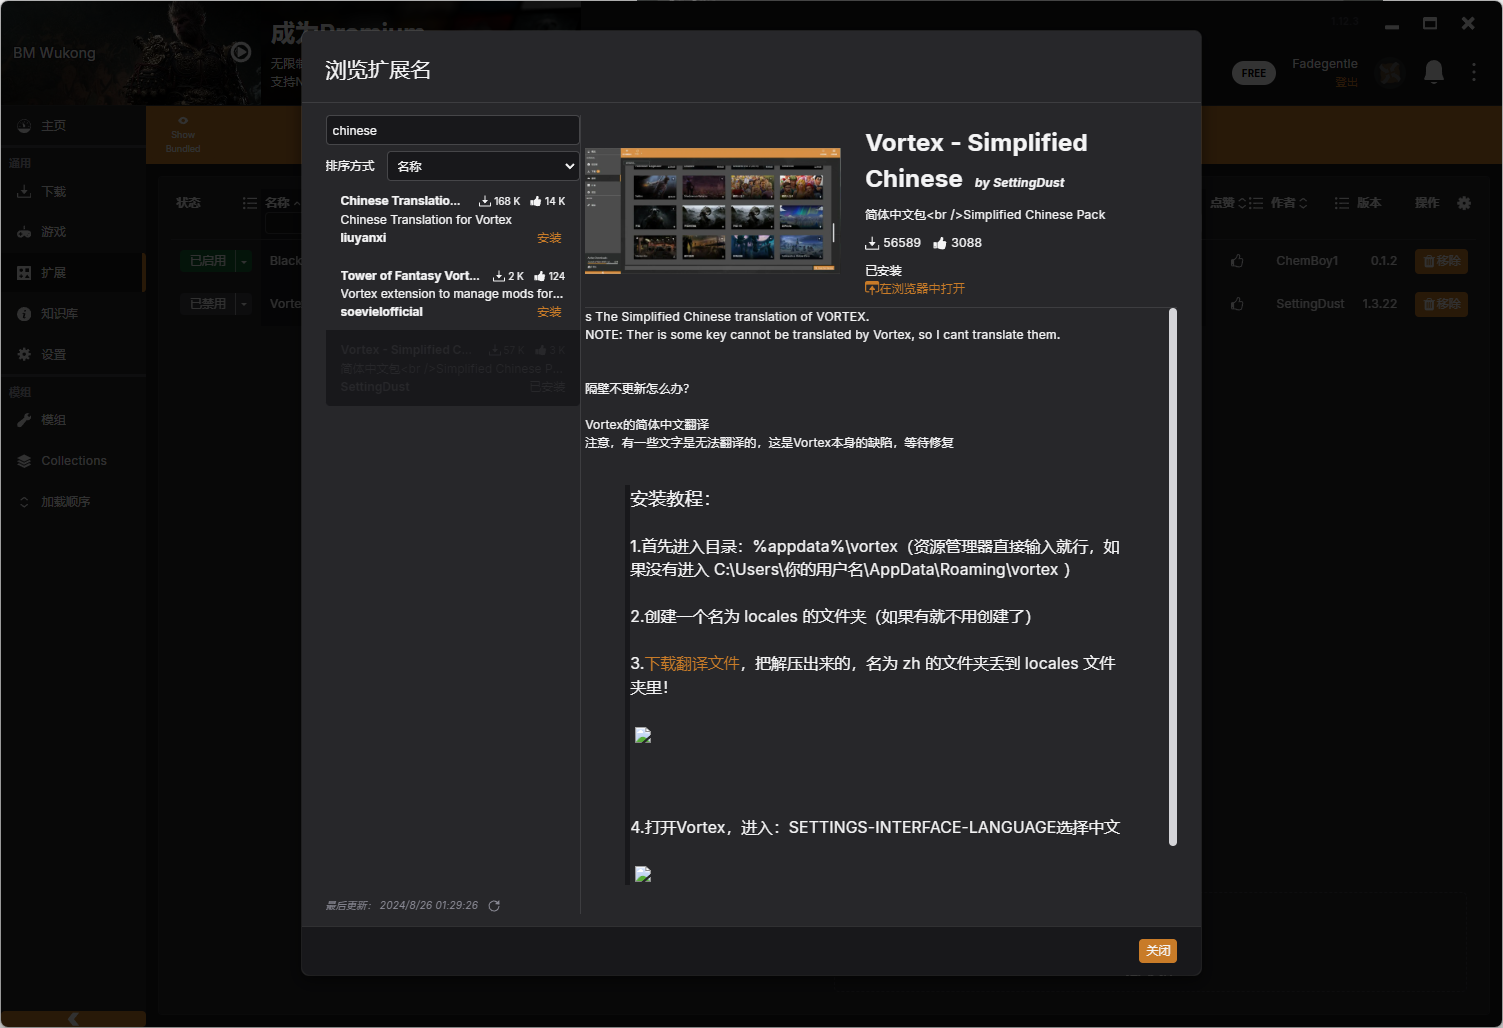 成为Premium
BM Wukong
无限制
支持N
1.12.3
FREE
Fadegentle
登出
主页
Show
Bundled
通用
下载
游戏
扩展
知识库
设置
模组
模组
Collections
加载顺序
状态
名称
点赞
作者
版本
操作
已启用
Black
ChemBoy1
0.1.2
移除
已禁用
Vorte
SettingDust
1.3.22
移除
浏览扩展名
chinese
排序方式
名称
Chinese Translatio... 168 K 14 K
Chinese Translation for Vortex
liuyanxi 安装
Tower of Fantasy Vort... 2 K 124
Vortex extension to manage mods for...
soevielofficial 安装
Vortex - Simplified C... 57 K 3 K
简体中文包<br />Simplified Chinese P...
SettingDust 已安装
最后更新： 2024/8/26 01:29:26
Vortex - Simplified
Chinese by SettingDust
简体中文包<br />Simplified Chinese Pack
56589 3088
已安装
在浏览器中打开
s The Simplified Chinese translation of VORTEX.
NOTE: Ther is some key cannot be translated by Vortex, so I cant translate them.
隔壁不更新怎么办？
Vortex的简体中文翻译
注意，有一些文字是无法翻译的，这是Vortex本身的缺陷，等待修复
安装教程：
1.首先进入目录：%appdata%\vortex（资源管理器直接输入就行，如
果没有进入 C:\Users\你的用户名\AppData\Roaming\vortex ）
2.创建一个名为 locales 的文件夹（如果有就不用创建了）
3.下载翻译文件，把解压出来的，名为 zh 的文件夹丢到 locales 文件
夹里！
4.打开Vortex，进入：SETTINGS-INTERFACE-LANGUAGE选择中文
关闭